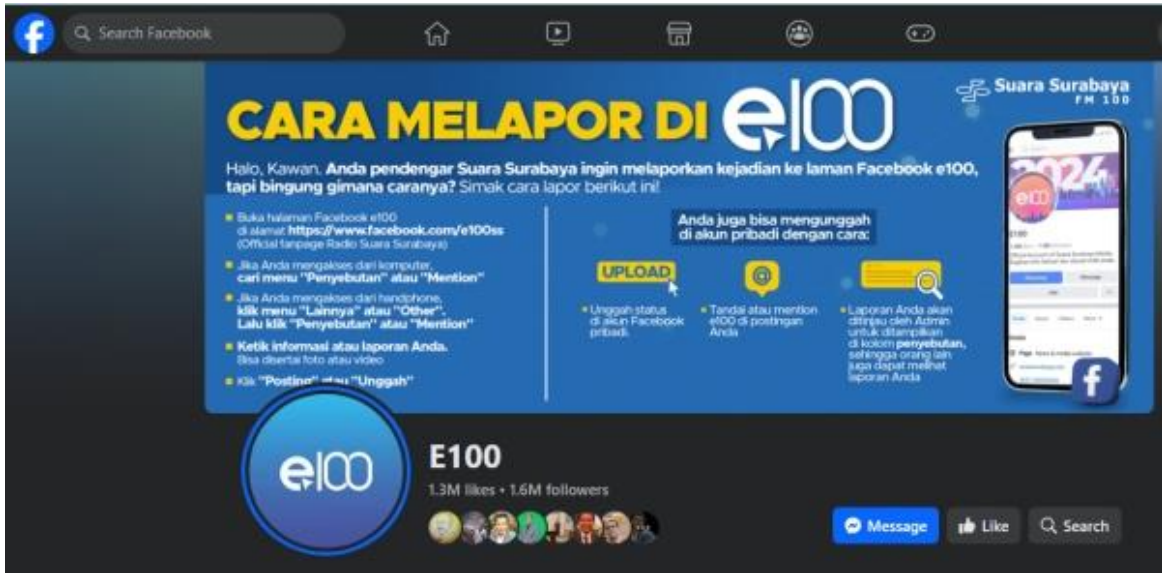 Search Facebook
CARA MELAPOR DI e100
Suara Surabaya
FM 100
Halo, Kawan. Anda pendengar Suara Surabaya ingin melaporkan kejadian ke laman Facebook e100,
tapi bingung gimana caranya? Simak cara lapor berikut ini!
Buka halaman Facebook e100
di alamat https://www.facebook.com/e100ss
(Official fanpage Radio Suara Surabaya)
Jika Anda mengakses dari komputer,
cari menu "Penyebutan" atau "Mention"
Jika Anda mengakses dari handphone,
klik menu "Lainnya" atau "Other".
Lalu klik "Penyebutan" atau "Mention"
Ketik informasi atau laporan Anda.
Bisa disertai foto atau video
Klik "Posting" atau "Unggah"
Anda juga bisa mengunggah
di akun pribadi dengan cara:
UPLOAD
Unggah status
di akun Facebook
pribadi.
@
Tandai atau mention
e100 di postingan
Anda
Laporan Anda akan
ditinjau oleh Admin
untuk ditampilkan
di kolom penyebutan,
sehingga orang lain
juga dapat melihat
laporan Anda
2024
e100
E100
e100
E100
1.3M likes • 1.6M followers
Message
Like
Search